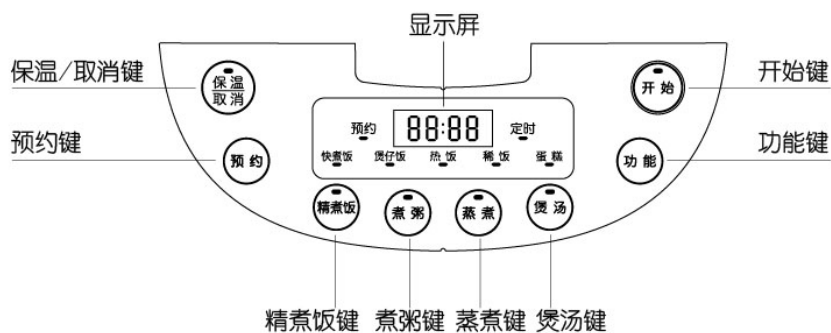 显示屏
保温/取消键
保温
取消
开始
开始键
预约
88:88
定时
预约键
预约
快煮饭 煲仔饭 热饭 稀饭 蛋糕
功能
功能键
精煮饭 煮粥 蒸煮 煲汤
精煮饭键 煮粥键 蒸煮键 煲汤键